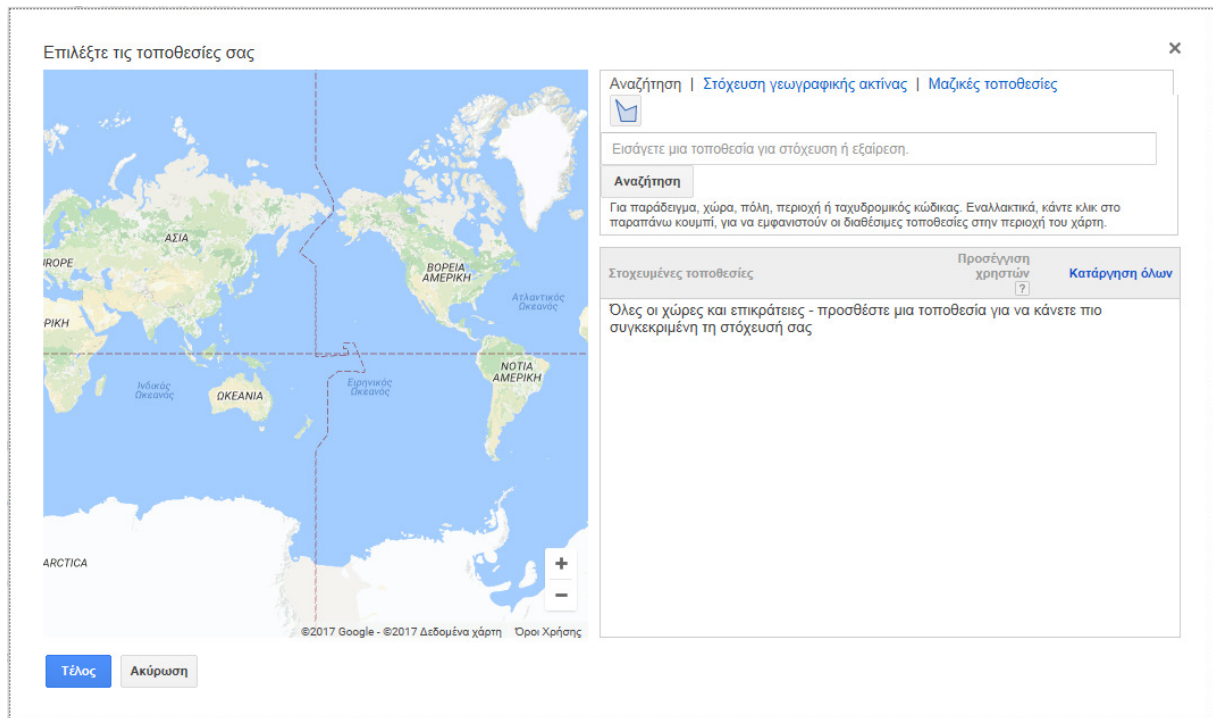 Επιλέξτε τις τοποθεσίες σας
×
Αναζήτηση | Στόχευση γεωγραφικής ακτίνας | Μαζικές τοποθεσίες
Εισάγετε μια τοποθεσία για στόχευση ή εξαίρεση.
Αναζήτηση
Για παράδειγμα, χώρα, πόλη, περιοχή ή ταχυδρομικός κώδικας. Εναλλακτικά, κάντε κλικ στο
παραπάνω κουμπί, για να εμφανιστούν οι διαθέσιμες τοποθεσίες στην περιοχή του χάρτη.
Στοχευμένες τοποθεσίες
Προσέγγιση
χρηστών
?
Κατάργηση όλων
Όλες οι χώρες και επικράτειες - προσθέστε μια τοποθεσία για να κάνετε πιο
συγκεκριμένη τη στόχευσή σας
ΑΣΙΑ
ROPE
ΒΟΡΕΙΑ
ΑΜΕΡΙΚΗ
Ατλαντικός
Ωκεανός
ΡΙΚΗ
ΝΟΤΙΑ
ΑΜΕΡΙΚΗ
Ινδικός
Ωκεανός
ΩΚΕΑΝΙΑ
Ειρηνικός
Ωκεανός
ARCTICA
+
−
©2017 Google - ©2017 Δεδομένα χάρτη Όροι Χρήσης
Τέλος
Ακύρωση